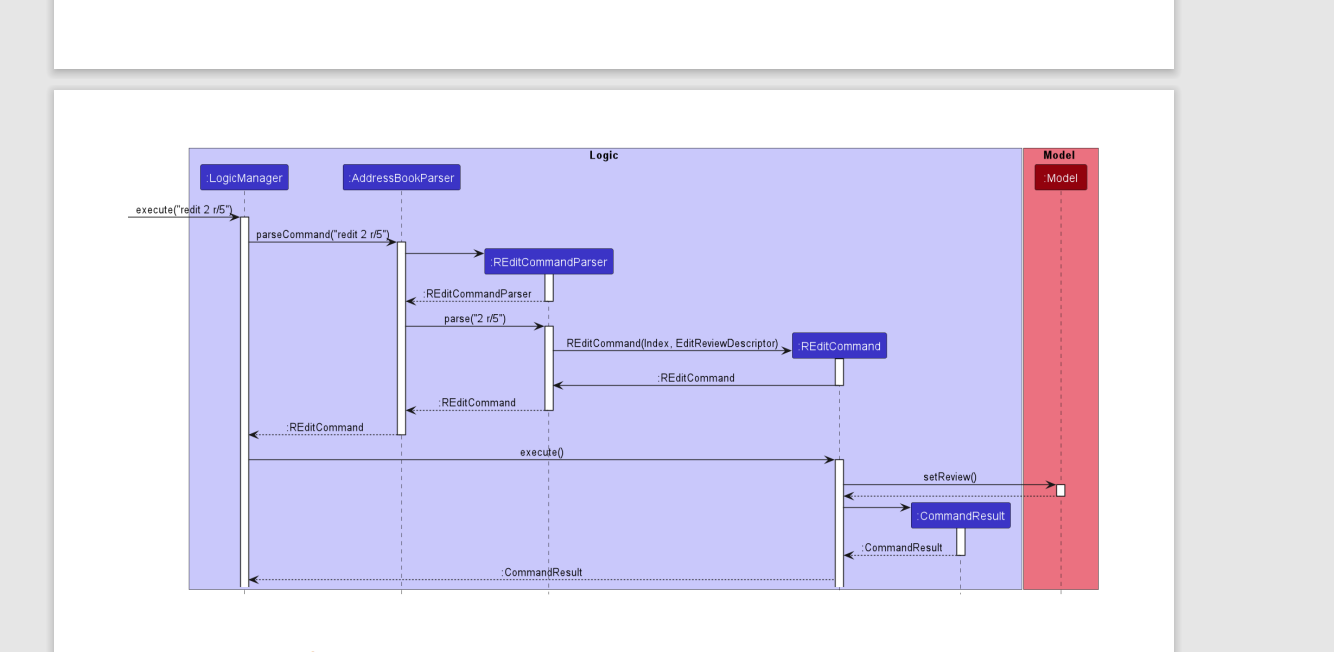 Logic
Model
:LogicManager
:AddressBookParser
:Model
execute("redit 2 r/5")
parseCommand("redit 2 r/5")
:REditCommandParser
:REditCommandParser
parse("2 r/5")
REditCommand(Index, EditReviewDescriptor)
:REditCommand
:REditCommand
:REditCommand
:REditCommand
execute()
setReview()
:CommandResult
:CommandResult
:CommandResult